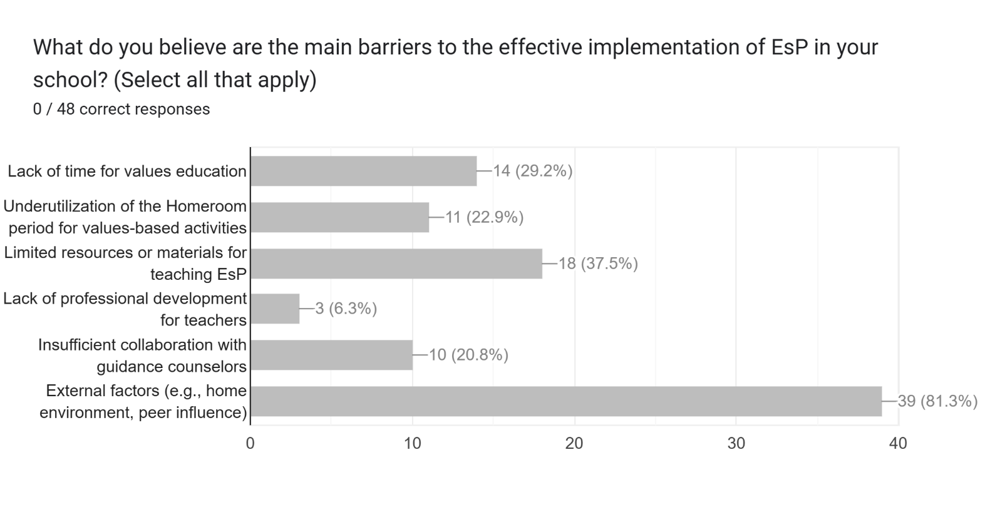 What do you believe are the main barriers to the effective implementation of EsP in your
school? (Select all that apply)
0 / 48 correct responses
Lack of time for values education
14 (29.2%)
Underutilization of the Homeroom
period for values-based activities
11 (22.9%)
Limited resources or materials for
teaching EsP
18 (37.5%)
Lack of professional development
for teachers
3 (6.3%)
Insufficient collaboration with
guidance counselors
10 (20.8%)
External factors (e.g., home
environment, peer influence)
39 (81.3%)
0 10 20 30 40